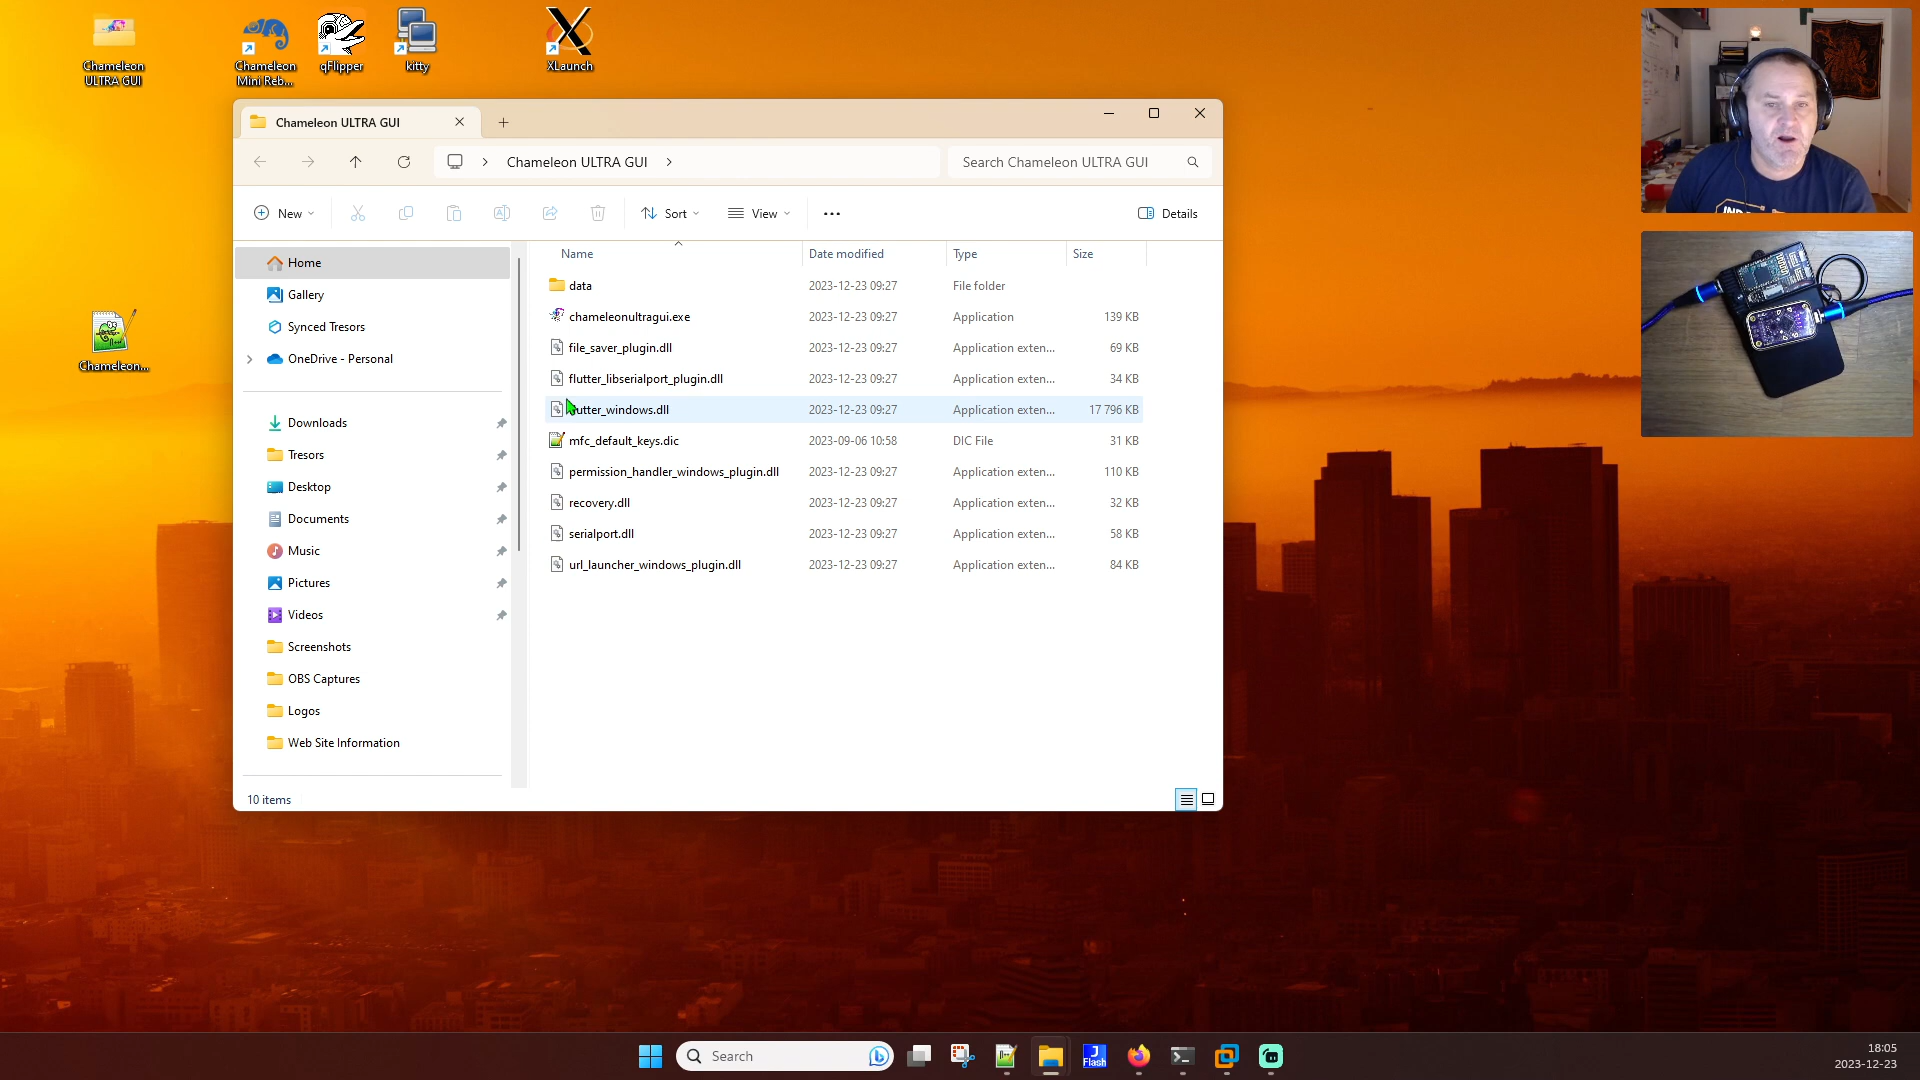 Chameleon
ULTRA GUI
Chameleon
Mini Reb...
qFlipper
kitty
XLaunch
Chameleon...
Chameleon ULTRA GUI
Chameleon ULTRA GUI
Search Chameleon ULTRA GUI
New
Sort
View
Details
Home
Gallery
Synced Tresors
OneDrive - Personal
Downloads
Tresors
Desktop
Documents
Music
Pictures
Videos
Screenshots
OBS Captures
Logos
Web Site Information
Name Date modified Type Size
data 2023-12-23 09:27 File folder
chameleonultragui.exe 2023-12-23 09:27 Application 139 KB
file_saver_plugin.dll 2023-12-23 09:27 Application exten... 69 KB
flutter_libserialport_plugin.dll 2023-12-23 09:27 Application exten... 34 KB
utter_windows.dll 2023-12-23 09:27 Application exten... 17 796 KB
mfc_default_keys.dic 2023-09-06 10:58 DIC File 31 KB
permission_handler_windows_plugin.dll 2023-12-23 09:27 Application exten... 110 KB
recovery.dll 2023-12-23 09:27 Application exten... 32 KB
serialport.dll 2023-12-23 09:27 Application exten... 58 KB
url_launcher_windows_plugin.dll 2023-12-23 09:27 Application exten... 84 KB
10 items
Search
J
Flash
18:05
2023-12-23